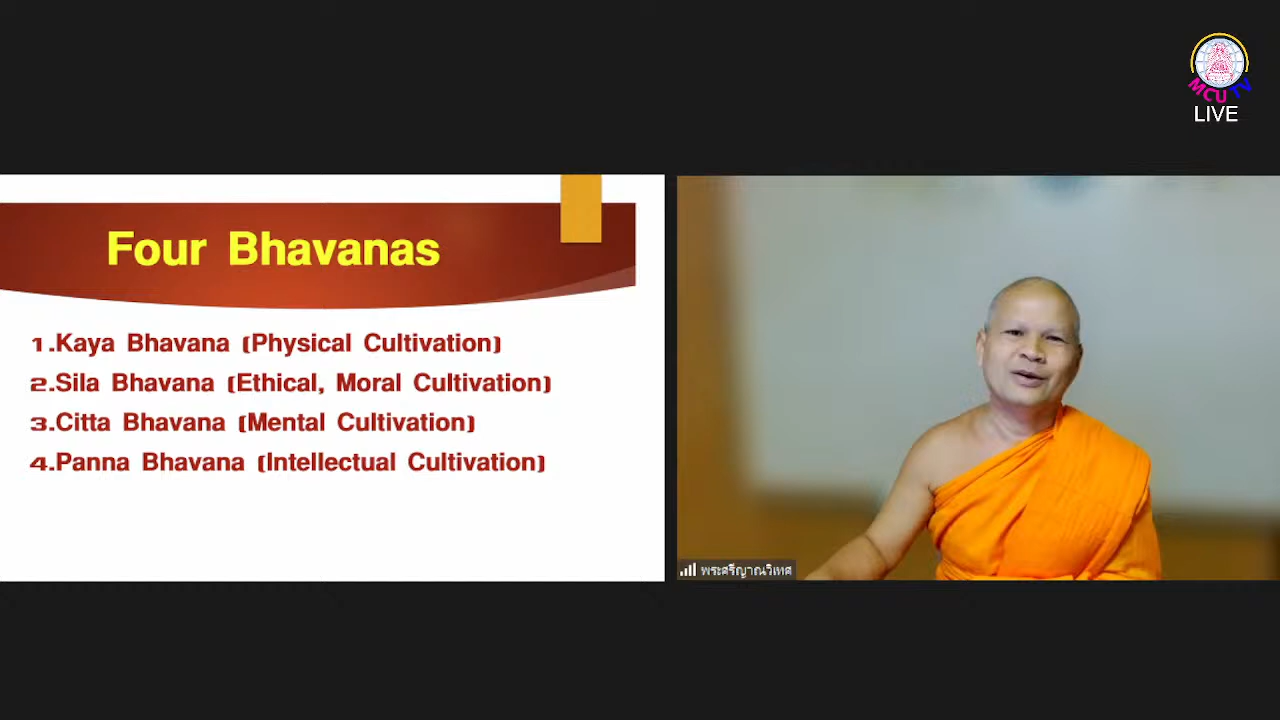 MCU TV
LIVE
Four Bhavanas
1.Kaya Bhavana (Physical Cultivation)
2.Sila Bhavana (Ethical, Moral Cultivation)
3.Citta Bhavana (Mental Cultivation)
4.Panna Bhavana (Intellectual Cultivation)
พระศรีญาณวิเทศ